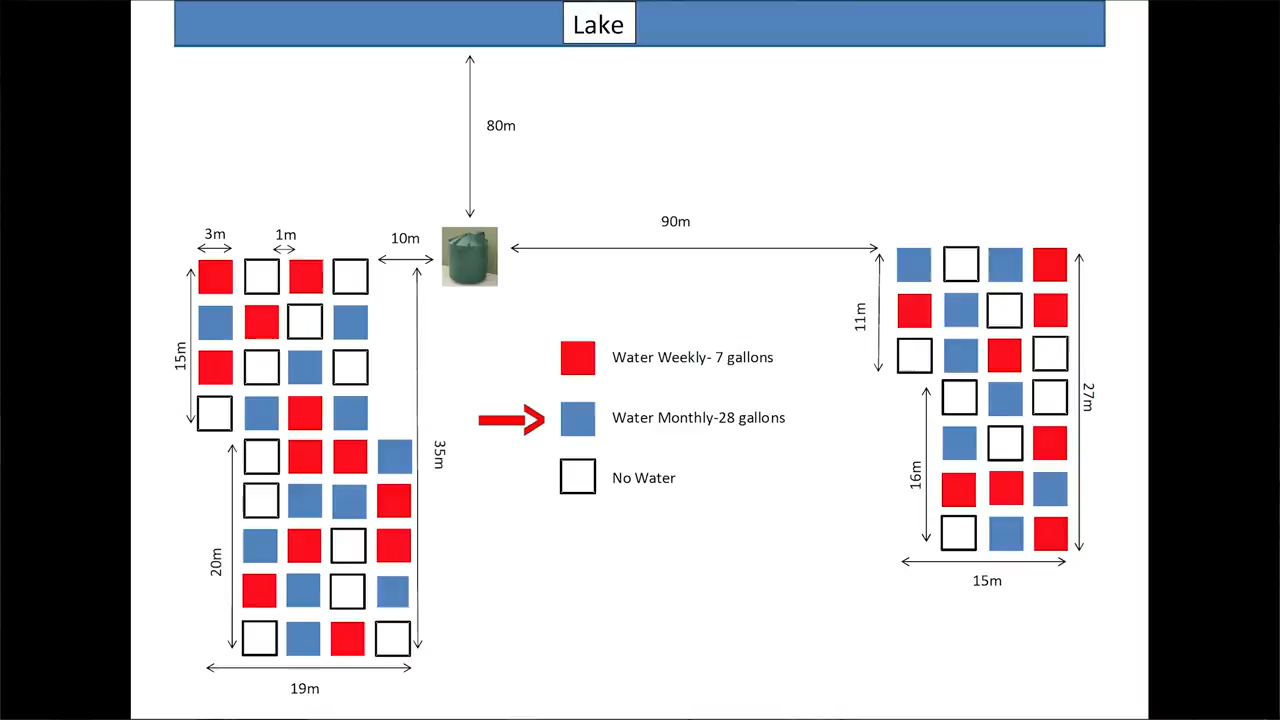 Lake
80m
90m
3m
1m
10m
15m
11m
Water Weekly- 7 gallons
27m
Water Monthly-28 gallons
35m
16m
No Water
20m
15m
19m